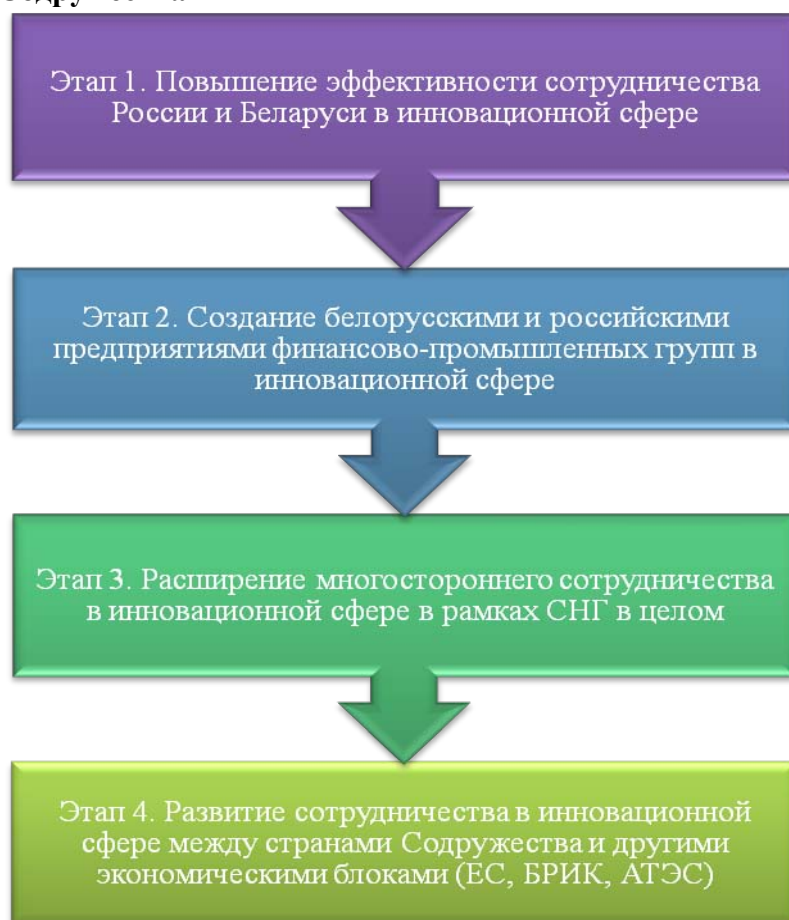 Этап 1. Повышение эффективности сотрудничества
России и Беларуси в инновационной сфере
Этап 2. Создание белорусскими и российскими
предприятиями финансово-промышленных групп в
инновационной сфере
Этап 3. Расширение многостороннего сотрудничества
в инновационной сфере в рамках СНГ в целом
Этап 4. Развитие сотрудничества в инновационной
сфере между странами Содружества и другими
экономическими блоками (ЕС, БРИК, АТЭС)